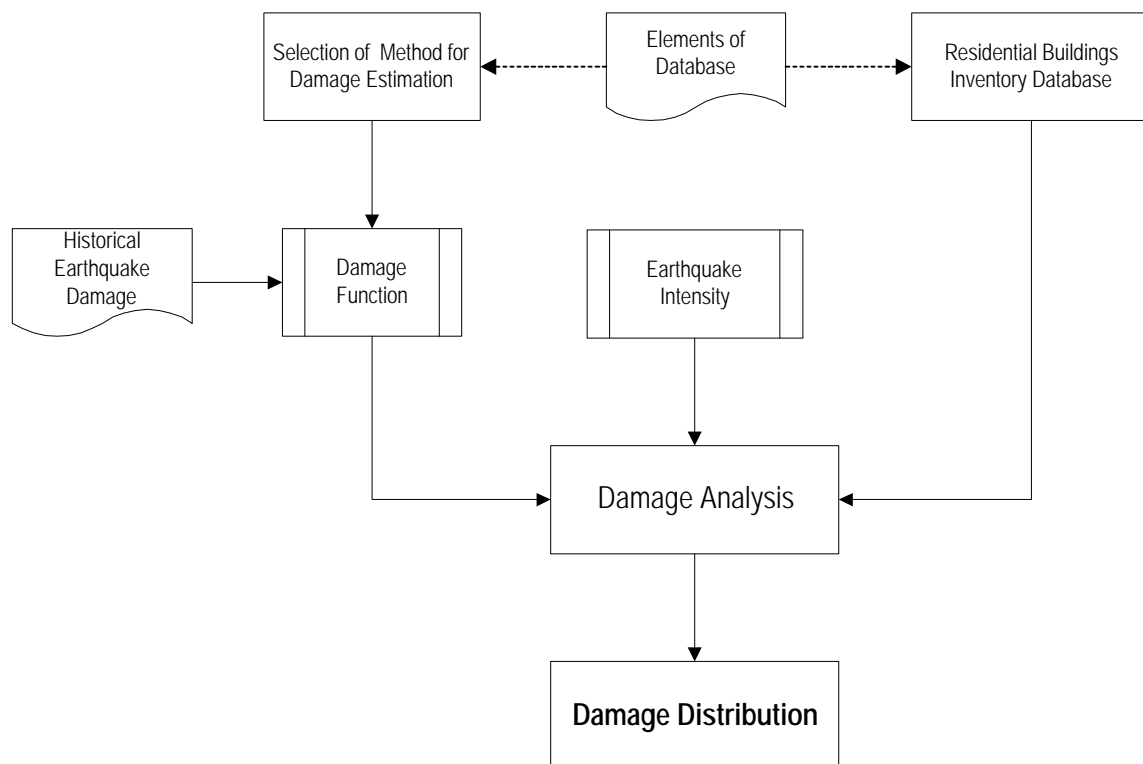 Selection of Method for
Damage Estimation
Elements of
Database
Residential Buildings
Inventory Database
Historical
Earthquake
Damage
Damage
Function
Earthquake
Intensity
Damage Analysis
Damage Distribution